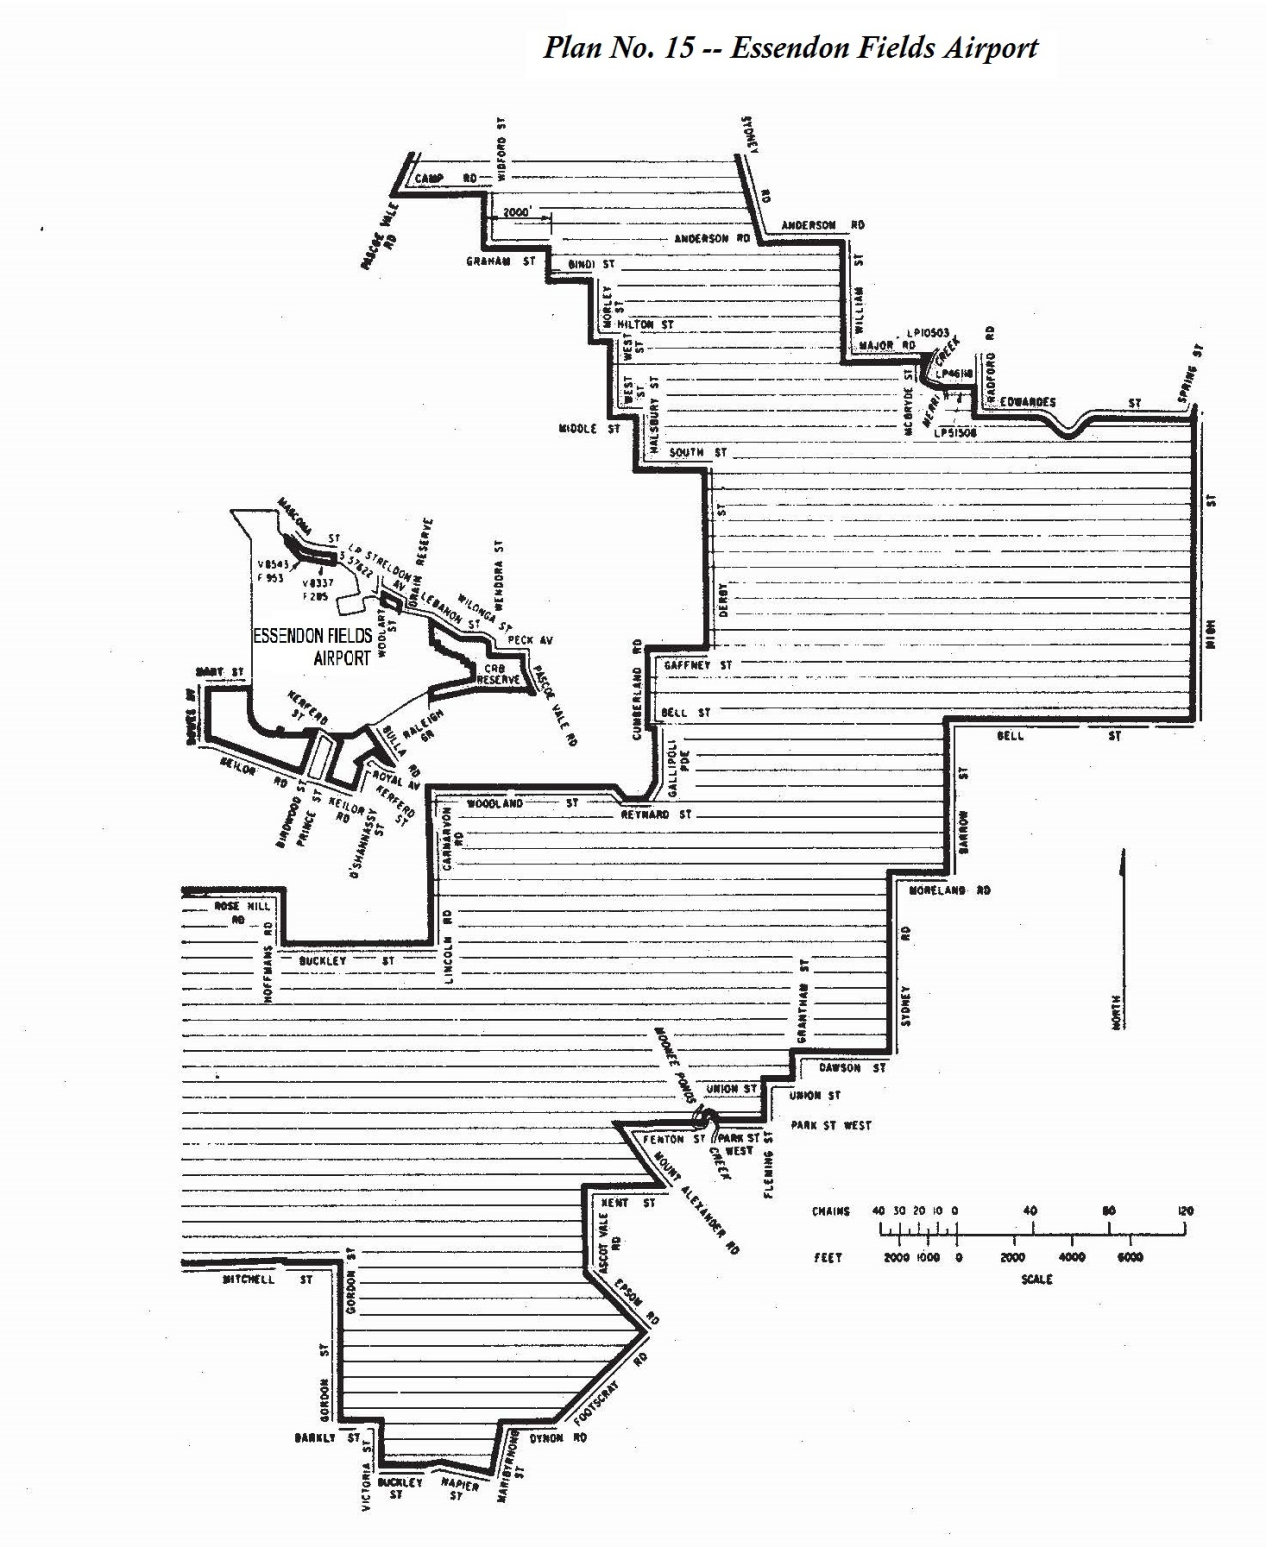 Plan No. 15 -- Essendon Fields Airport
WIDFORD ST
SYDNEY
RD
CAMP RD
PASCOE VALE
RD
2000'
ANDERSON RD
ANDERSON RD
GRAHAM ST
BINDI ST
WILLIAM ST
MORLEY
ST
HILTON ST
WEST
ST
WEST
ST
LP10503
MAJOR RD
CREEK
LP46118
MERRI
MCBRYDE ST
RADFORD RD
EDWARDES ST
SPRING ST
LP51508
MIDDLE ST
HALSBURY ST
SOUTH ST
DERBY ST
HIGH ST
MASCOMA
ST
LP
S 57622
STRELDON
AV
DRAIN RESERVE
V8543
F 953
V8337
F 285
LEBANON ST
WILONGA ST
WENDORA ST
WOOLART
ST
ESSENDON FIELDS
AIRPORT
PECK AV
CRB
RESERVE
PASCOE VALE RD
CUMBERLAND RD
GAFFNEY ST
BELL ST
BELL ST
GALLIPOLI
PDE
KERFERD
ST
BULLA RD
RALEIGH
KEILOR RD
ROYAL AV
KERFERD
ST
BIRDWOOD ST
PRINCE ST
KEILOR
RD
O'SHANNASSY
ST
WOODLAND ST
REYNARD ST
CARNARVON
RD
BARROW ST
MORELAND RD
ROSE HILL
RD
HOFFMANS RD
BUCKLEY ST
LINCOLN RD
GRANTHAM ST
SYDNEY RD
NORTH
MOONEE PONDS
CREEK
DAWSON ST
UNION ST
UNION ST
PARK ST WEST
FENTON ST
PARK ST
WEST
FLEMING ST
MOUNT ALEXANDER RD
KENT ST
ASCOT VALE
RD
CHAINS 40 30 20 10 0 40 80 120
FEET 2000 1000 0 2000 4000 6000
SCALE
MITCHELL ST
GORDON ST
EPSOM RD
GORDON ST
FOOTSCRAY RD
BARKLY ST
VICTORIA ST
DYNON RD
MARIBYRNONG
ST
BUCKLEY
ST
NAPIER
ST